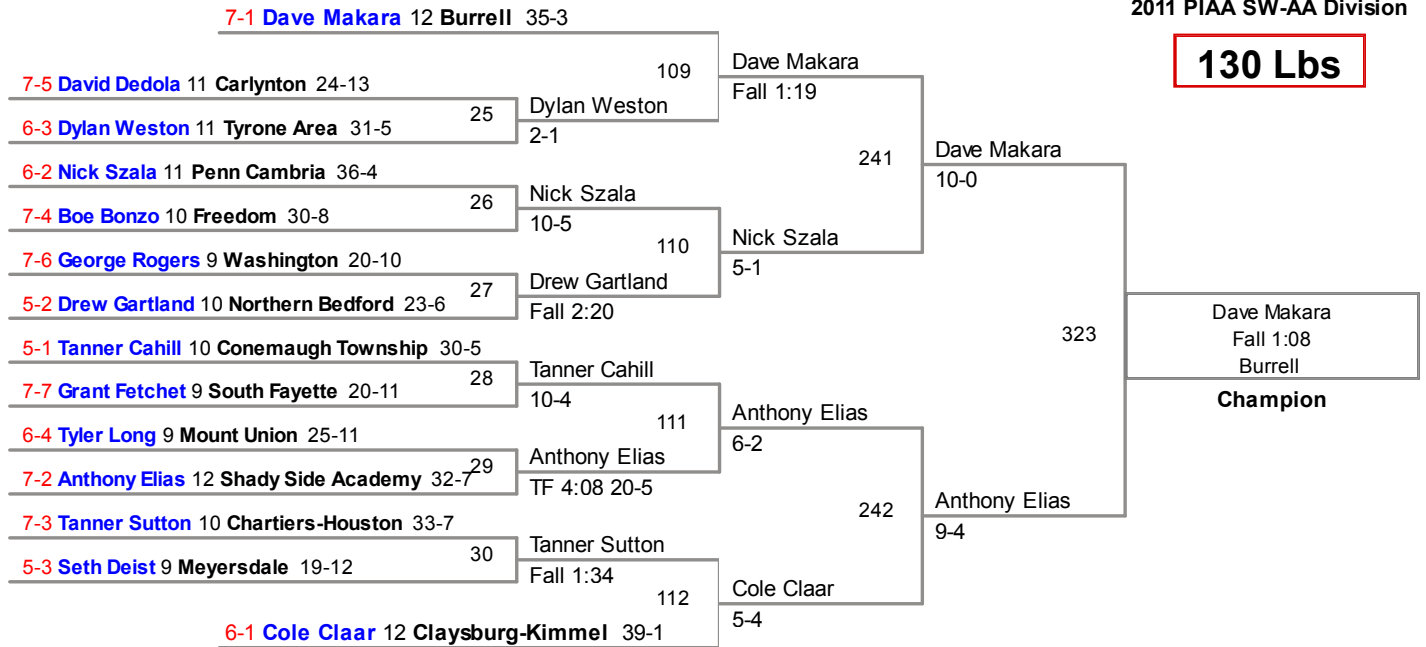 2011 PIAA SW-AA Division
130 Lbs
7-1 Dave Makara 12 Burrell 35-3
7-5 David Dedola 11 Carlynton 24-13
6-3 Dylan Weston 11 Tyrone Area 31-5
6-2 Nick Szala 11 Penn Cambria 36-4
7-4 Boe Bonzo 10 Freedom 30-8
7-6 George Rogers 9 Washington 20-10
5-2 Drew Gartland 10 Northern Bedford 23-6
5-1 Tanner Cahill 10 Conemaugh Township 30-5
7-7 Grant Fetchet 9 South Fayette 20-11
6-4 Tyler Long 9 Mount Union 25-11
7-2 Anthony Elias 12 Shady Side Academy 32-7
7-3 Tanner Sutton 10 Chartiers-Houston 33-7
5-3 Seth Deist 9 Meyersdale 19-12
6-1 Cole Claar 12 Claysburg-Kimmel 39-1
25
Dylan Weston
2-1
26
Nick Szala
10-5
27
Drew Gartland
Fall 2:20
28
Tanner Cahill
10-4
29
Anthony Elias
TF 4:08 20-5
30
Tanner Sutton
Fall 1:34
109
Dave Makara
Fall 1:19
110
Nick Szala
5-1
111
Anthony Elias
6-2
112
Cole Claar
5-4
241
Dave Makara
10-0
242
Anthony Elias
9-4
323
Dave Makara
Fall 1:08
Burrell
Champion